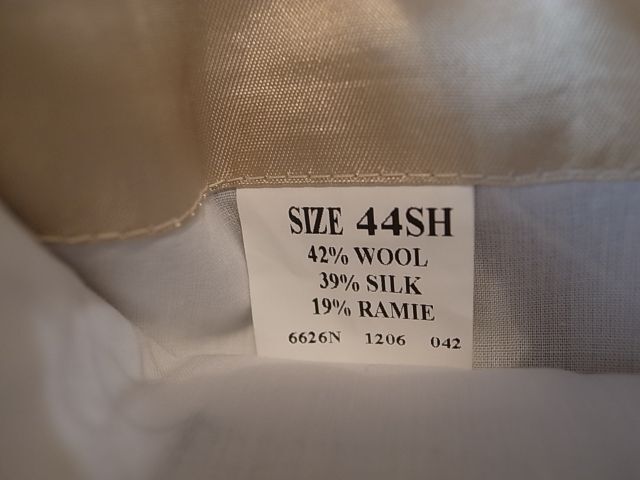 SIZE 44SH
42% WOOL
39% SILK
19% RAMIE
6626N 1206 042